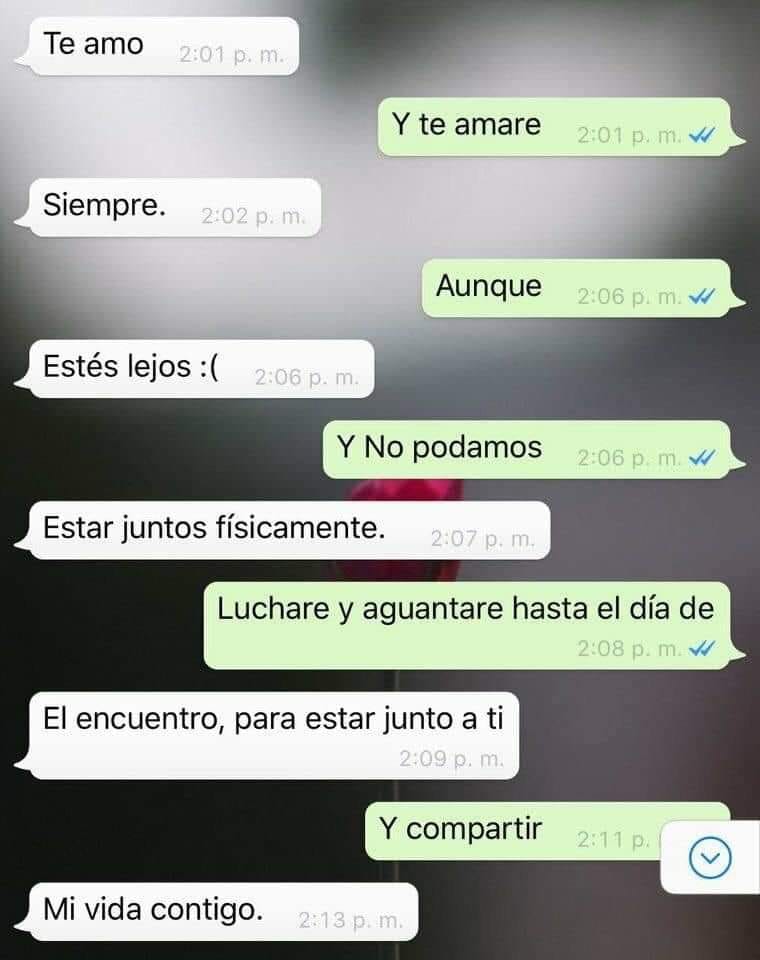 Te amo 2:01 p. m.
Y te amare 2:01 p. m.
Siempre. 2:02 p. m.
Aunque 2:06 p. m.
Estés lejos :( 2:06 p. m.
Y No podamos 2:06 p. m.
Estar juntos físicamente. 2:07 p. m.
Luchare y aguantare hasta el día de
2:08 p. m.
El encuentro, para estar junto a ti
2:09 p. m.
Y compartir 2:11 p.
Mi vida contigo. 2:13 p. m.